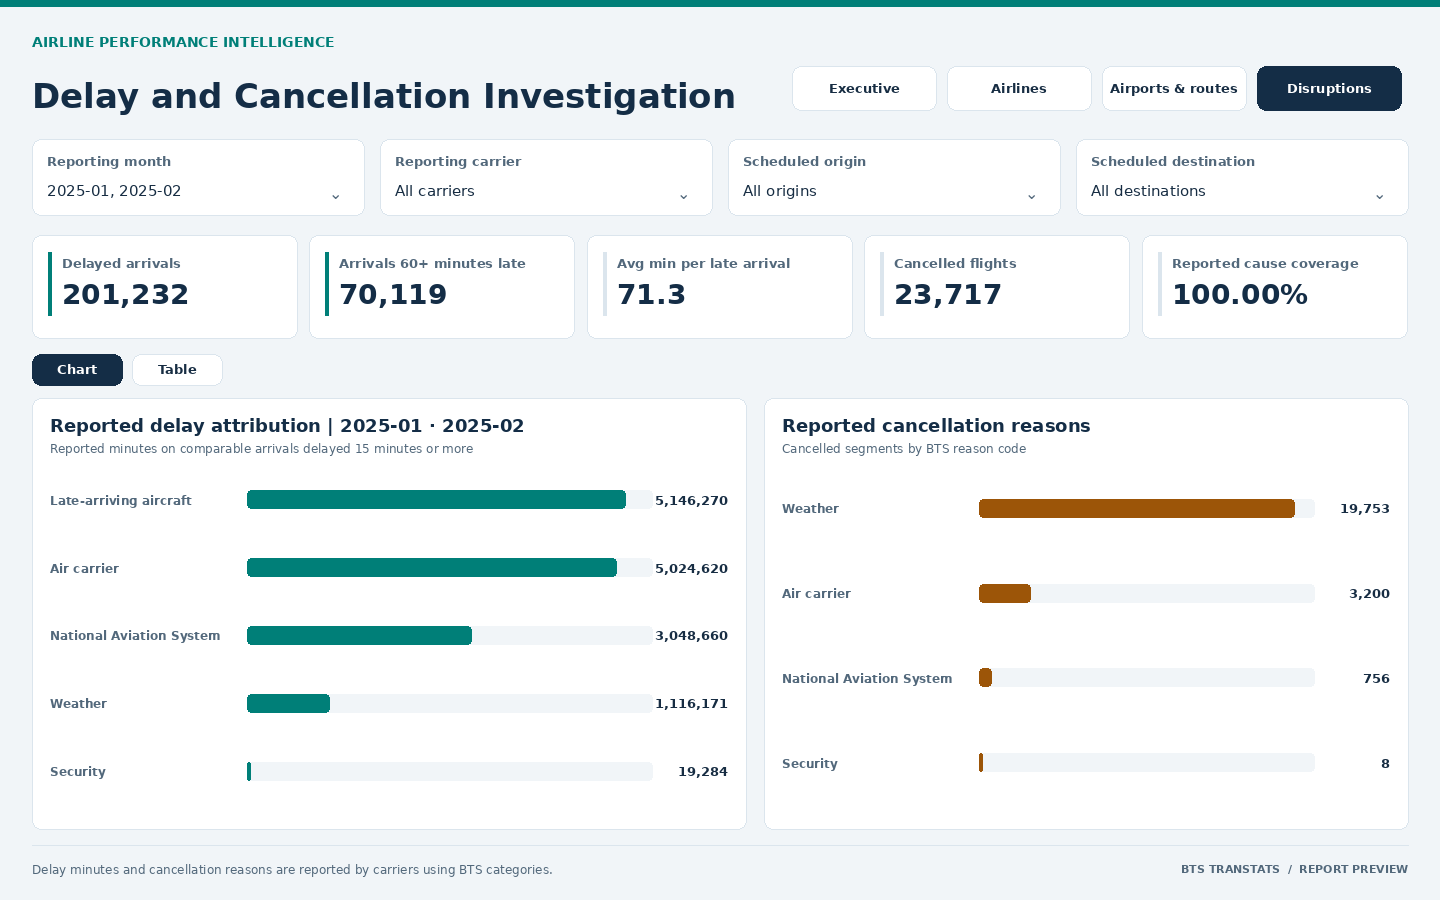 AIRLINE PERFORMANCE INTELLIGENCE
Delay and Cancellation Investigation
Executive
Airlines
Airports & routes
Disruptions
Reporting month
2025-01, 2025-02
Reporting carrier
All carriers
Scheduled origin
All origins
Scheduled destination
All destinations
Delayed arrivals
201,232
Arrivals 60+ minutes late
70,119
Avg min per late arrival
71.3
Cancelled flights
23,717
Reported cause coverage
100.00%
Chart
Table
Reported delay attribution | 2025-01 · 2025-02
Reported minutes on comparable arrivals delayed 15 minutes or more
Late-arriving aircraft 5,146,270
Air carrier 5,024,620
National Aviation System 3,048,660
Weather 1,116,171
Security 19,284
Reported cancellation reasons
Cancelled segments by BTS reason code
Weather 19,753
Air carrier 3,200
National Aviation System 756
Security 8
Delay minutes and cancellation reasons are reported by carriers using BTS categories.
BTS TRANSTATS / REPORT PREVIEW